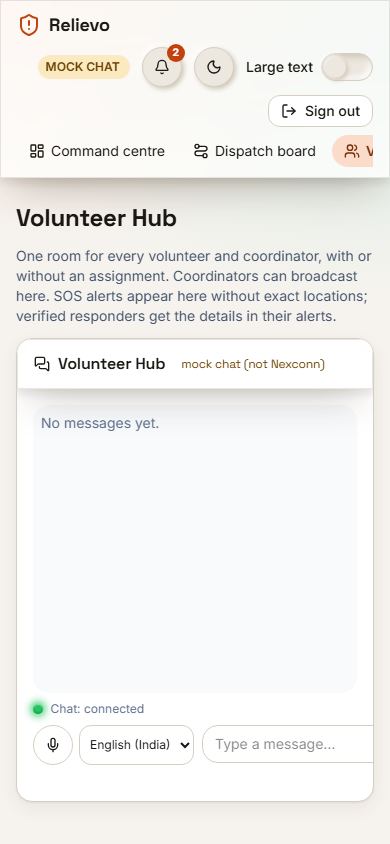 Relievo
MOCK CHAT
2
Large text
Sign out
Command centre
Dispatch board
Volunteer Hub
One room for every volunteer and coordinator, with or
without an assignment. Coordinators can broadcast
here. SOS alerts appear here without exact locations;
verified responders get the details in their alerts.
Volunteer Hub
mock chat (not Nexconn)
No messages yet.
Chat: connected
English (India)
Type a message…